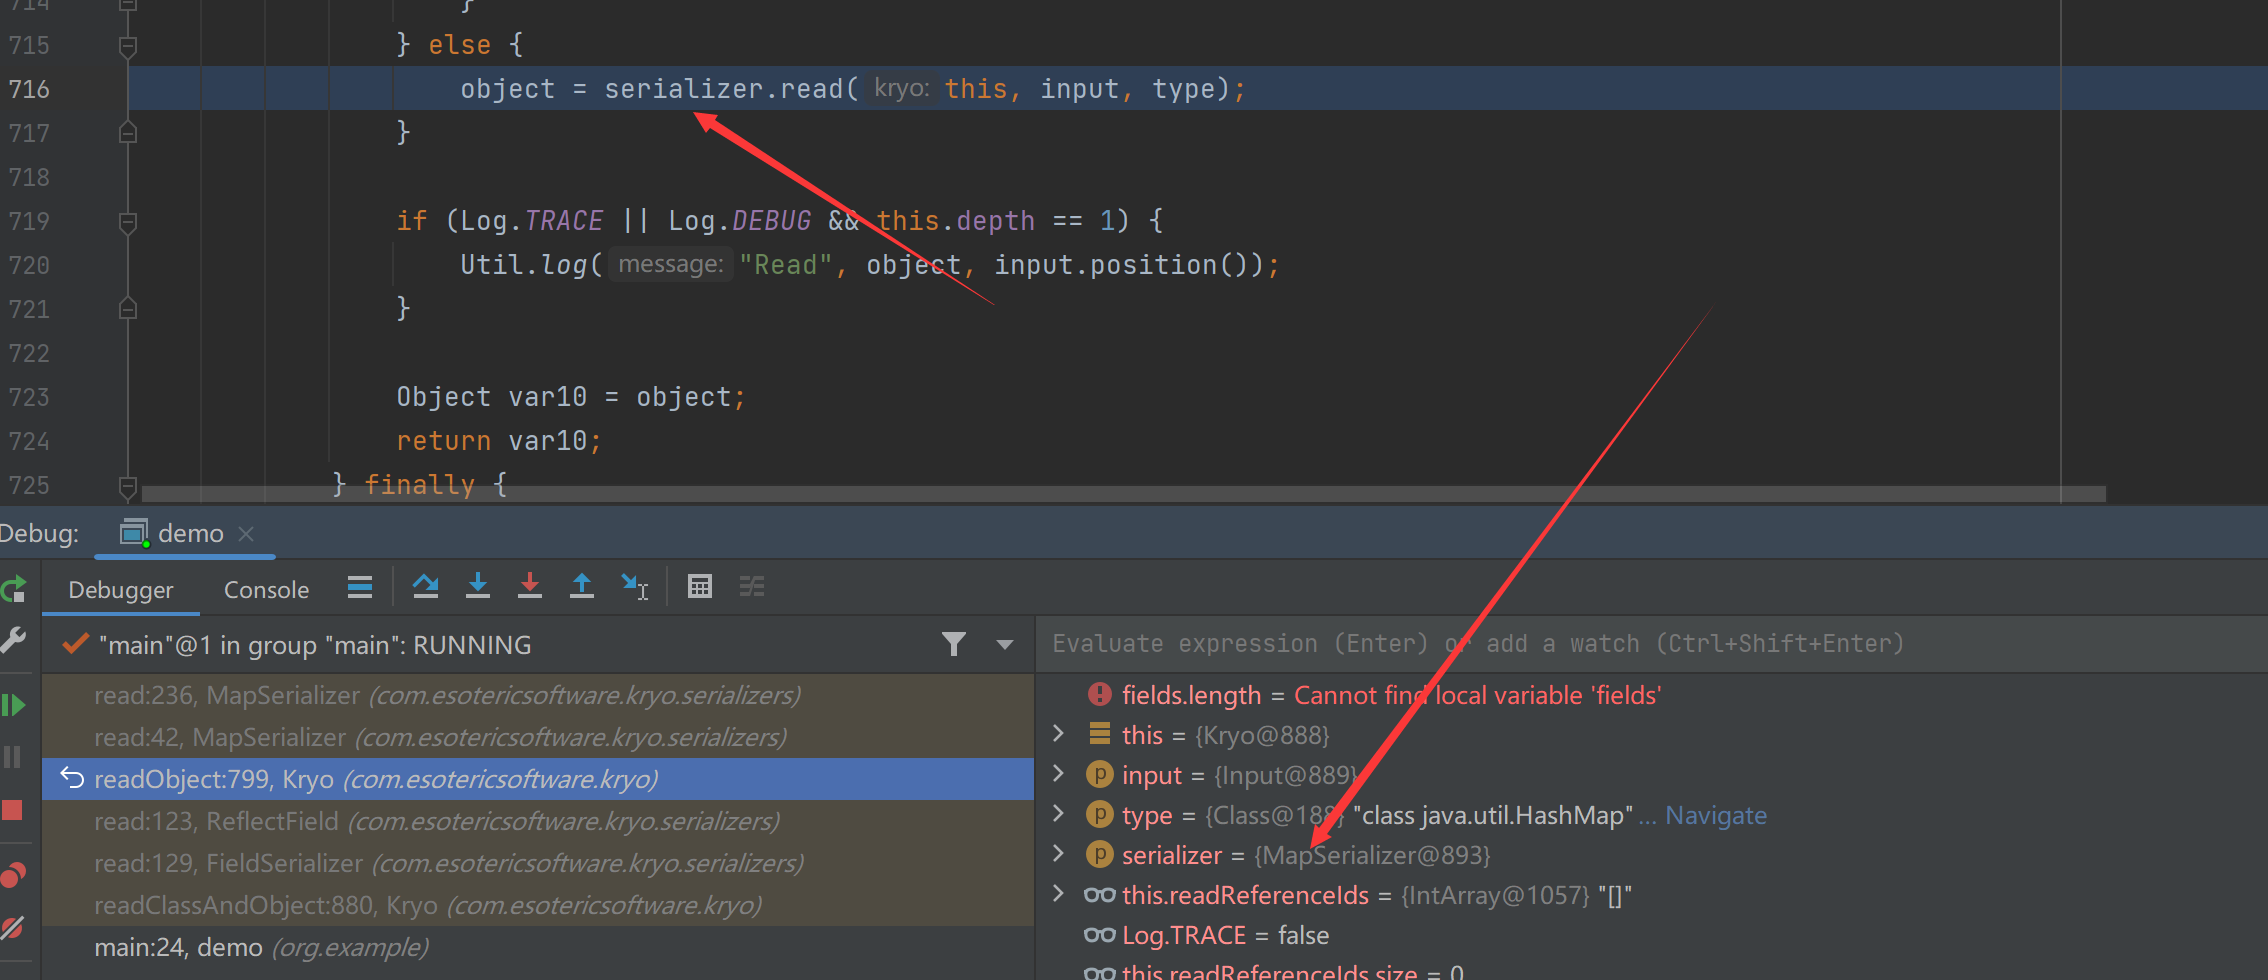 714 }
715 } else {
716 object = serializer.read( kryo: this, input, type);
717 }
718
719 if (Log.TRACE || Log.DEBUG && this.depth == 1) {
720 Util.log( message: "Read", object, input.position());
721 }
722
723 Object var10 = object;
724 return var10;
725 } finally {
Debug: demo
Debugger Console
"main"@1 in group "main": RUNNING
Evaluate expression (Enter) or add a watch (Ctrl+Shift+Enter)
read:236, MapSerializer (com.esotericsoftware.kryo.serializers)
read:42, MapSerializer (com.esotericsoftware.kryo.serializers)
readObject:799, Kryo (com.esotericsoftware.kryo)
read:123, ReflectField (com.esotericsoftware.kryo.serializers)
read:129, FieldSerializer (com.esotericsoftware.kryo.serializers)
readClassAndObject:880, Kryo (com.esotericsoftware.kryo)
main:24, demo (org.example)
fields.length = Cannot find local variable 'fields'
this = {Kryo@888}
input = {Input@889}
type = {Class@188} "class java.util.HashMap" ... Navigate
serializer = {MapSerializer@893}
this.readReferenceIds = {IntArray@1057} "[]"
Log.TRACE = false
this.readReferenceIds.size = 0